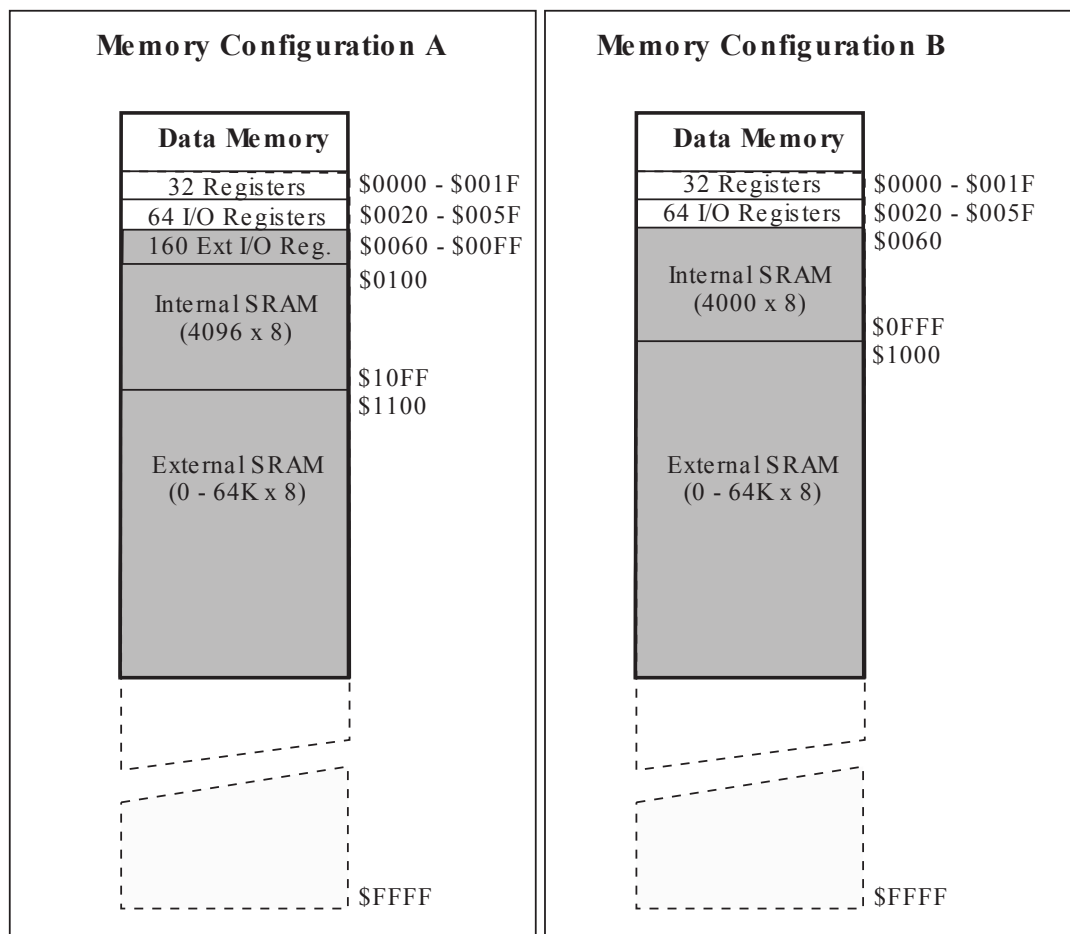 Memory Configuration A
Data Memory
32 Registers
$0000 - $001F
64 I/O Registers
$0020 - $005F
160 Ext I/O Reg.
$0060 - $00FF
$0100
Internal SRAM
(4096 x 8)
$10FF
$1100
External SRAM
(0 - 64K x 8)
$FFFF
Memory Configuration B
Data Memory
32 Registers
$0000 - $001F
64 I/O Registers
$0020 - $005F
$0060
Internal SRAM
(4000 x 8)
$0FFF
$1000
External SRAM
(0 - 64K x 8)
$FFFF